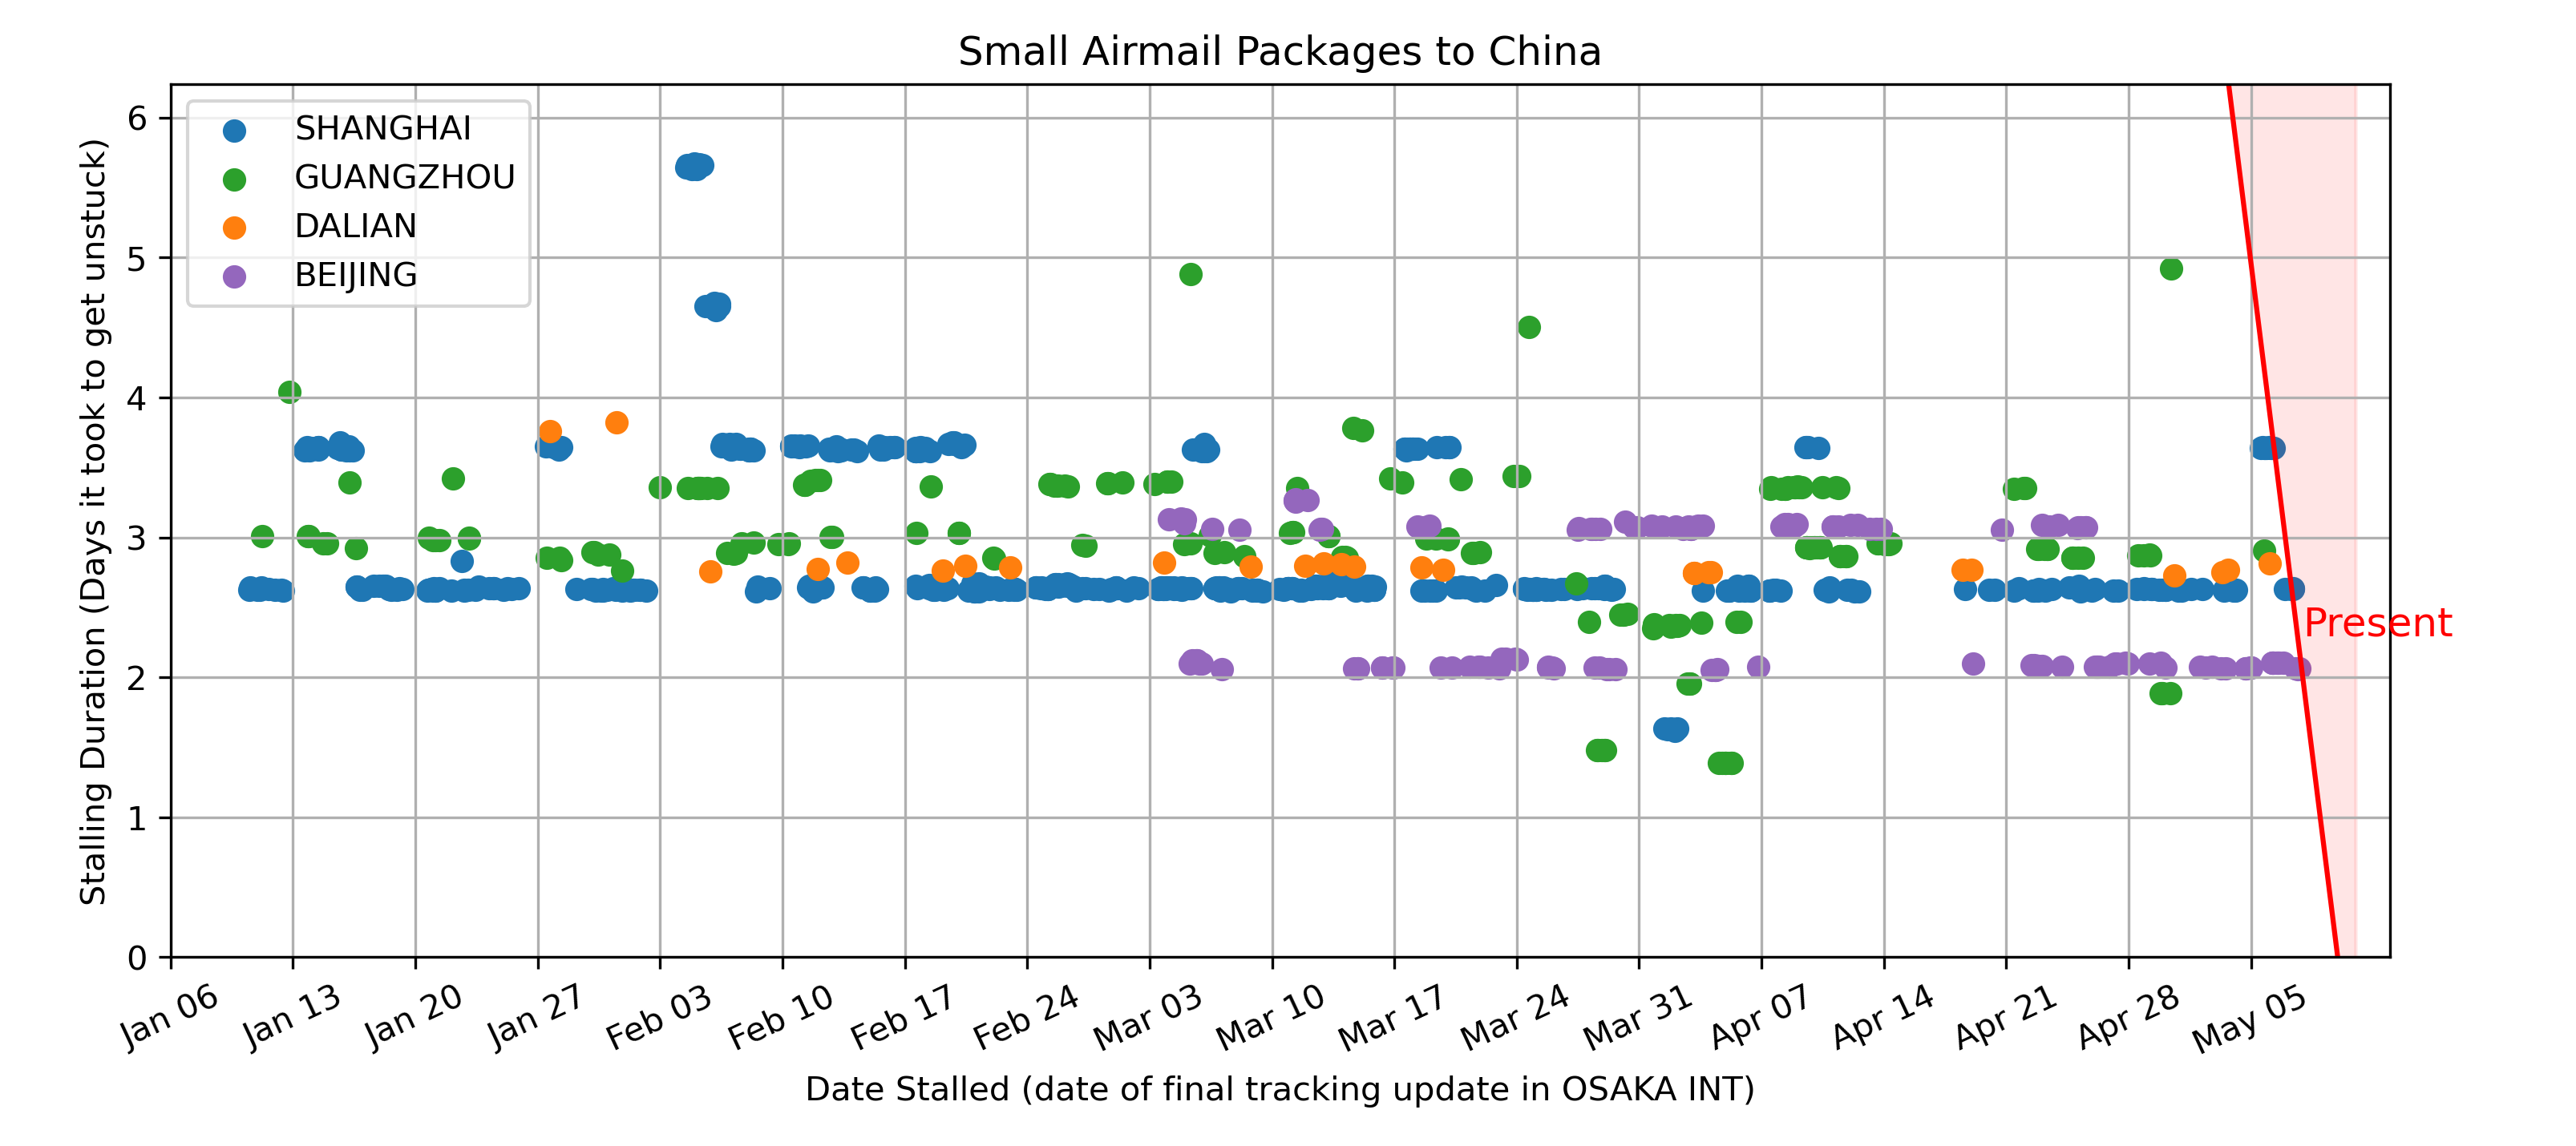 Small Airmail Packages to China
SHANGHAI
GUANGZHOU
DALIAN
BEIJING
Stalling Duration (Days it took to get unstuck)
6
5
4
3
2
1
0
Present
Jan 06
Jan 13
Jan 20
Jan 27
Feb 03
Feb 10
Feb 17
Feb 24
Mar 03
Mar 10
Mar 17
Mar 24
Mar 31
Apr 07
Apr 14
Apr 21
Apr 28
May 05
Date Stalled (date of final tracking update in OSAKA INT)